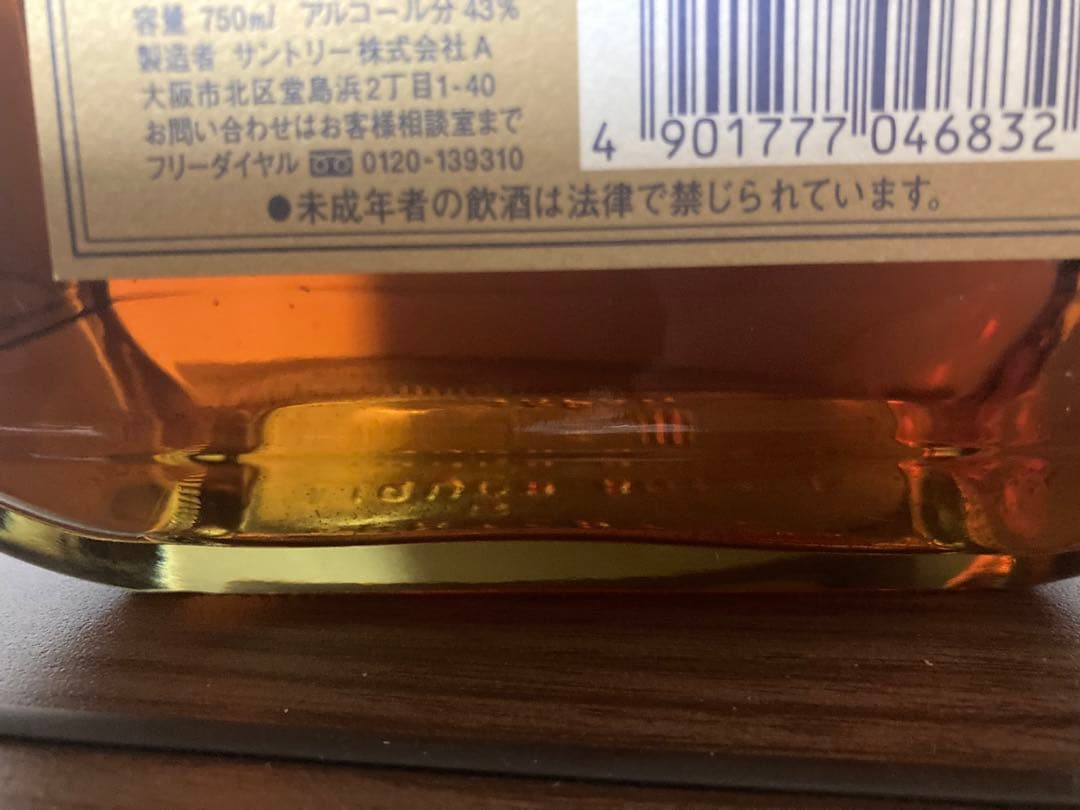 容量 750ml アルコール分 43%
製造者 サントリー株式会社 A
大阪市北区堂島浜2丁目1-40
お問い合わせはお客様相談室まで
フリーダイヤル 0120-139310
4 901777 046832
●未成年者の飲酒は法律で禁じられています。